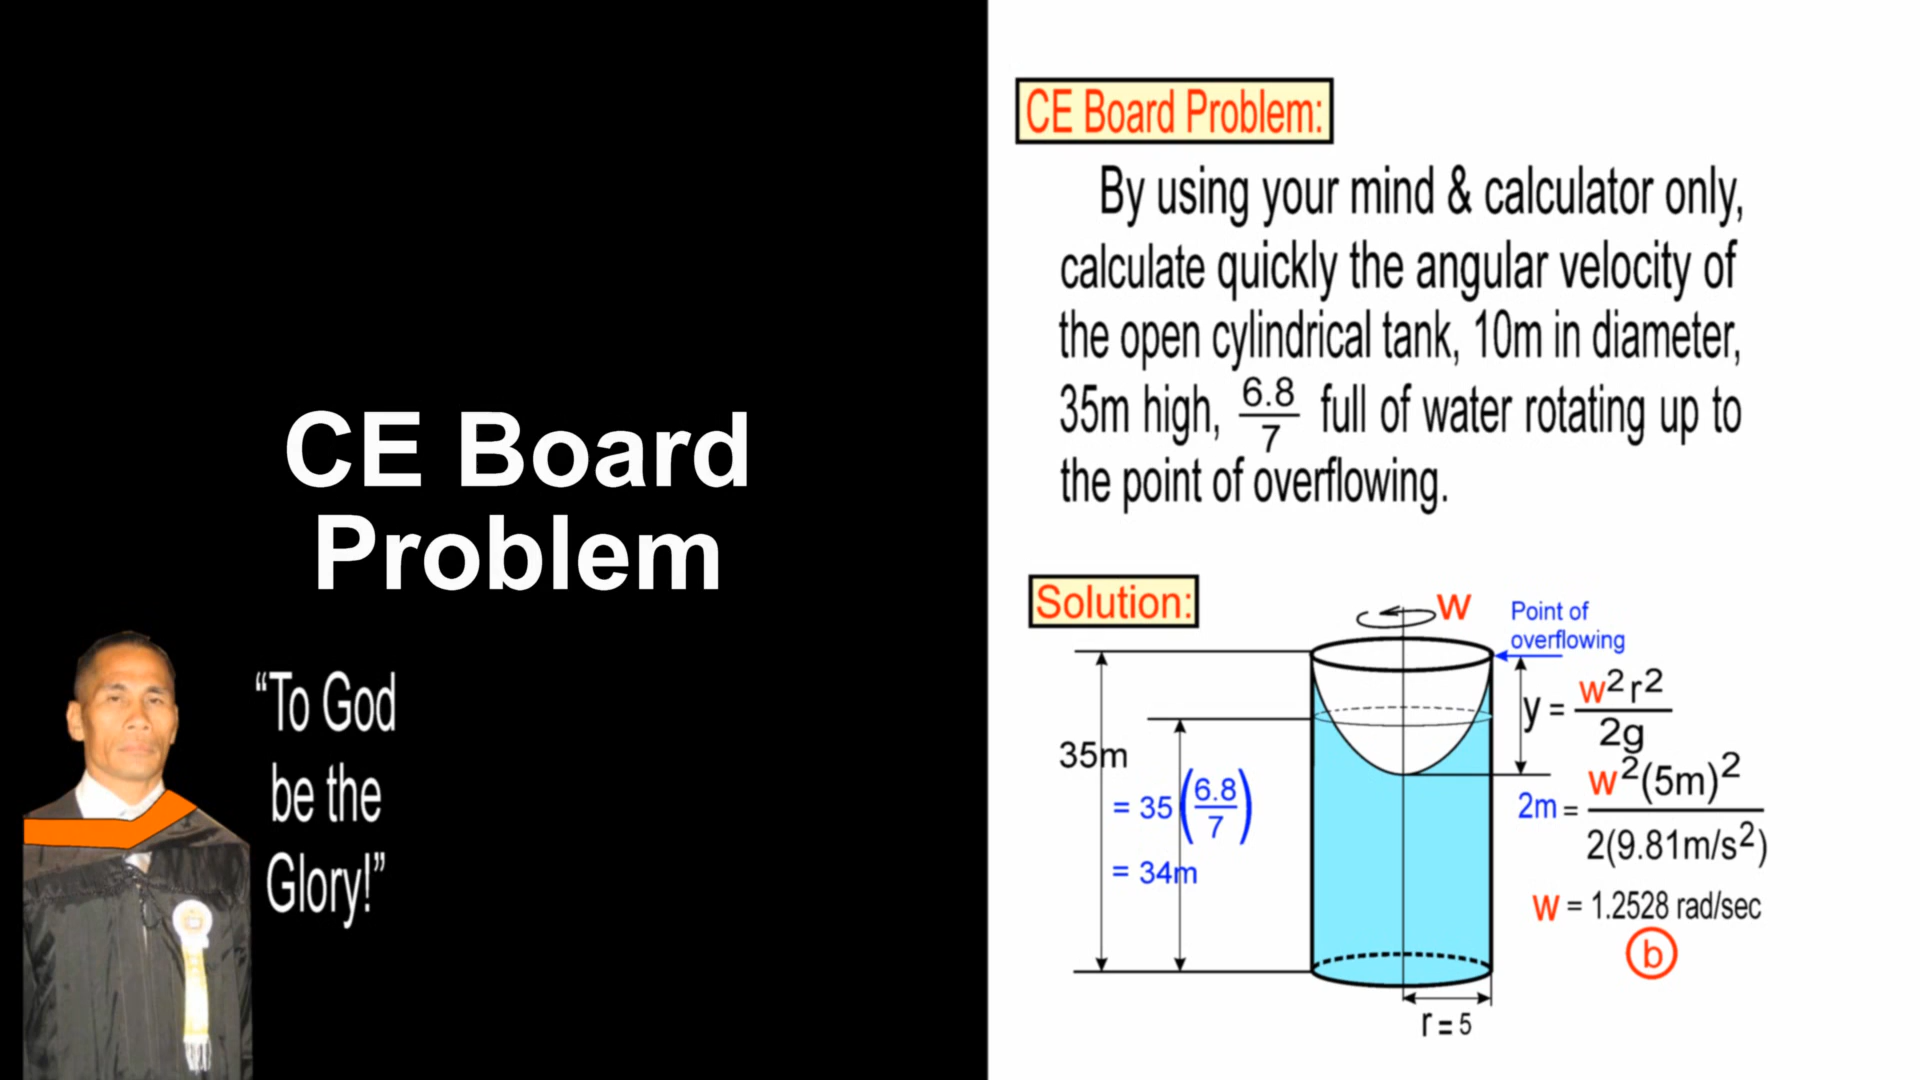 CE Board
Problem
“To God
be the
Glory!”
CE Board Problem:
By using your mind & calculator only,
calculate quickly the angular velocity of
the open cylindrical tank, 10m in diameter,
35m high, 6.8/7 full of water rotating up to
the point of overflowing.
Solution:
w
Point of
overflowing
y = w²r²/2g
35m
= 35(6.8/7)
= 34m
2m = w²(5m)²/2(9.81m/s²)
w = 1.2528 rad/sec
b
r = 5